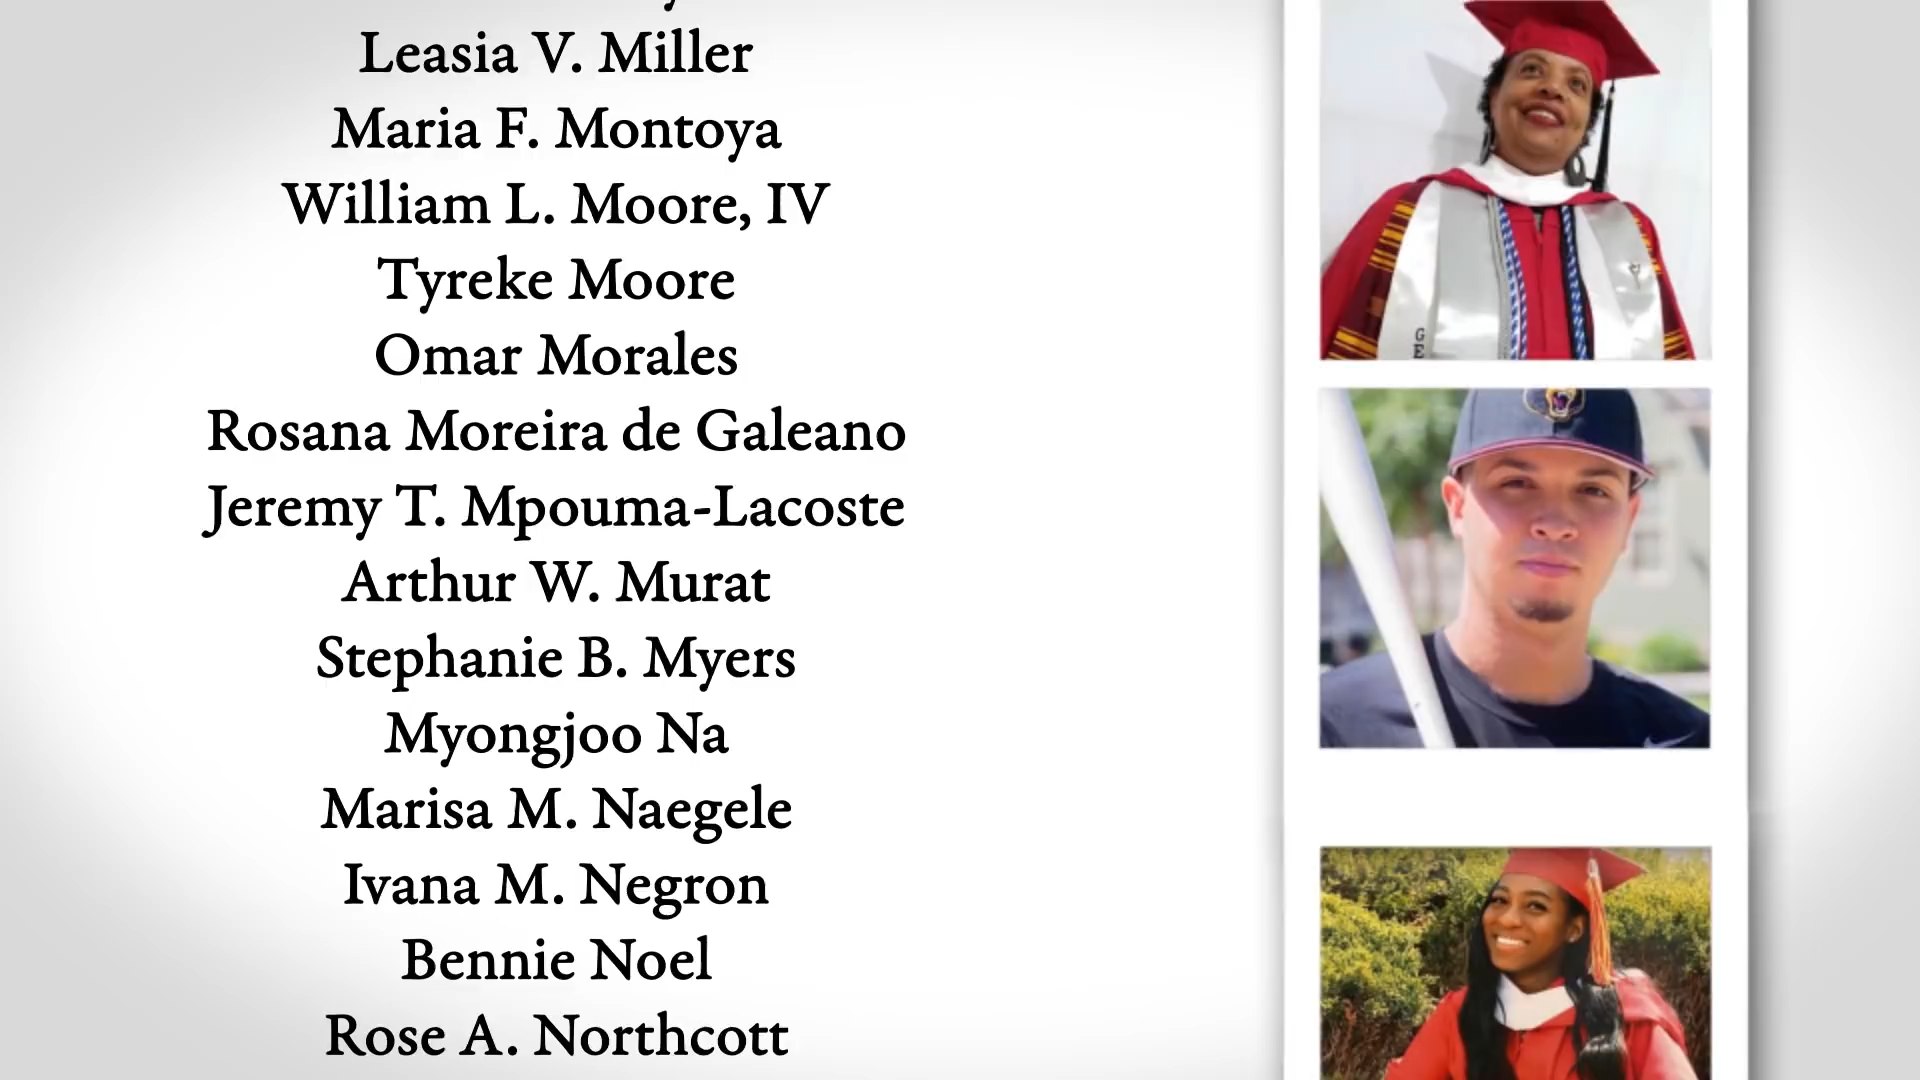 Leasia V. Miller
Maria F. Montoya
William L. Moore, IV
Tyreke Moore
Omar Morales
Rosana Moreira de Galeano
Jeremy T. Mpouma-Lacoste
Arthur W. Murat
Stephanie B. Myers
Myongjoo Na
Marisa M. Naegele
Ivana M. Negron
Bennie Noel
Rose A. Northcott
G
E